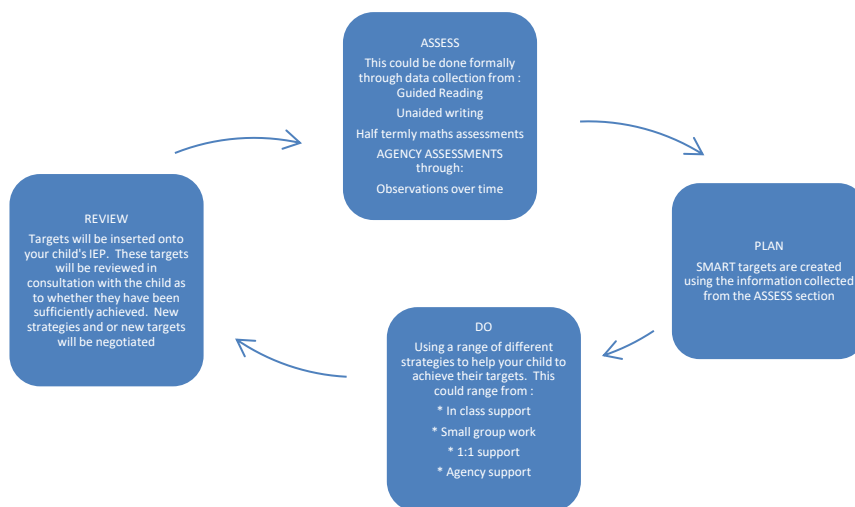 ASSESS
This could be done formally
through data collection from :
Guided Reading
Unaided writing
Half termly maths assessments
AGENCY ASSESSMENTS
through:
Observations over time
PLAN
SMART targets are created
using the information collected
from the ASSESS section
DO
Using a range of different
strategies to help your child to
achieve their targets.  This
could range from :
* In class support
* Small group work
* 1:1 support
* Agency support
REVIEW
Targets will be inserted onto
your child's IEP.  These targets
will be reviewed in
consultation with the child as
to whether they have been
sufficiently achieved.  New
strategies and or new targets
will be negotiated